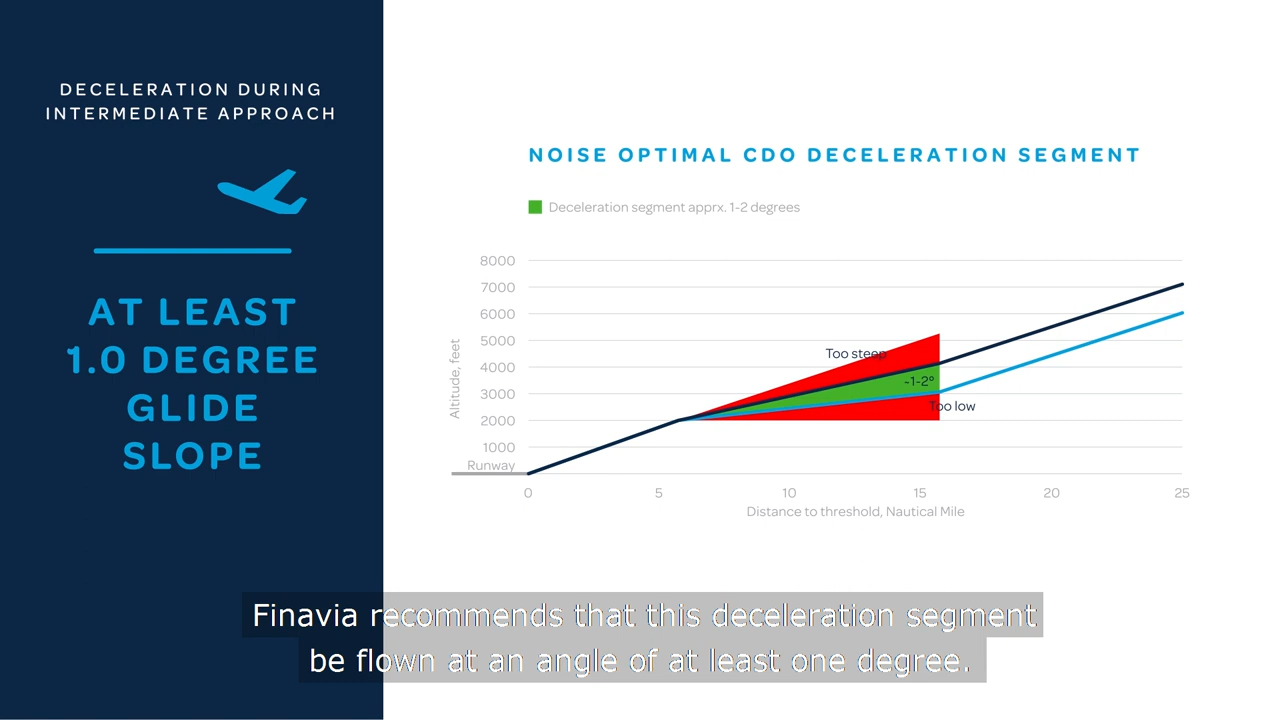 DECELERATION DURING
INTERMEDIATE APPROACH
AT LEAST
1.0 DEGREE
GLIDE
SLOPE
NOISE OPTIMAL CDO DECELERATION SEGMENT
Deceleration segment apprx. 1-2 degrees
8000
7000
6000
5000
4000
3000
2000
1000
Runway
Altitude, feet
Too steep
~1-2°
Too low
0 5 10 15 20 25
Distance to threshold, Nautical Mile
Finavia recommends that this deceleration segment
be flown at an angle of at least one degree.